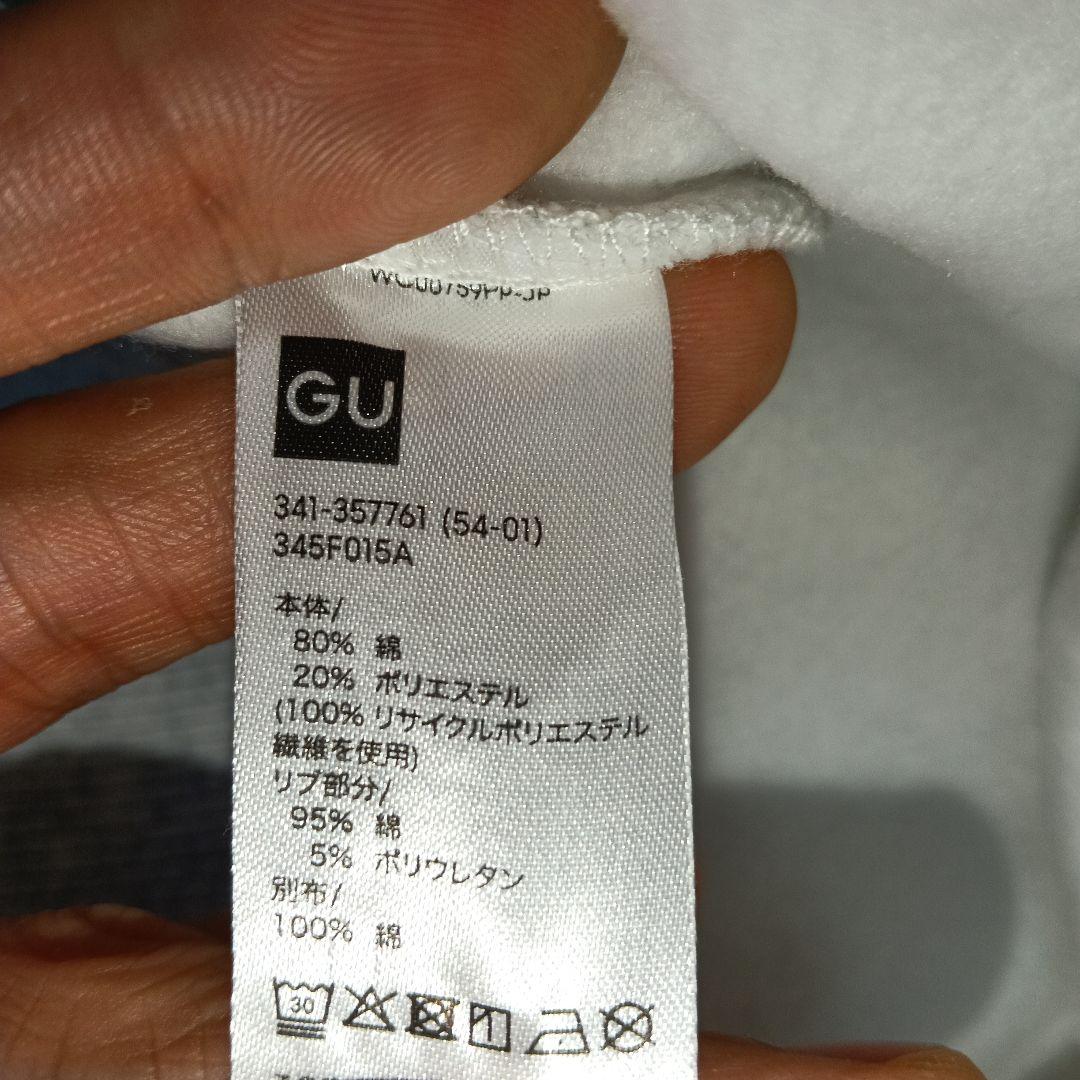 GU
341-357761 (54-01)
345F015A
本体/
80% 綿
20% ポリエステル
(100% リサイクルポリエステル
繊維を使用)
リブ部分/
95% 綿
5% ポリウレタン
別布/
100% 綿
30